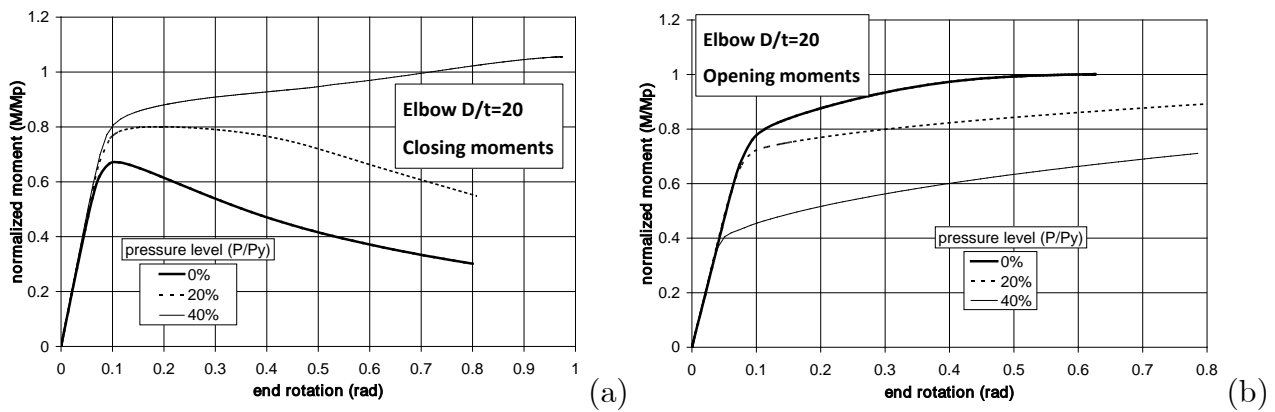 1.2
1
0.8
0.6
0.4
0.2
0
normalized moment (M/Mp)
Elbow D/t=20
Closing moments
pressure level (P/Py)
0%
20%
40%
0 0.1 0.2 0.3 0.4 0.5 0.6 0.7 0.8 0.9 1
end rotation (rad)
(a)
1.2
1
0.8
0.6
0.4
0.2
0
normalized moment (M/Mp)
Elbow D/t=20
Opening moments
pressure level (P/Py)
0%
20%
40%
0 0.1 0.2 0.3 0.4 0.5 0.6 0.7 0.8
end rotation (rad)
(b)